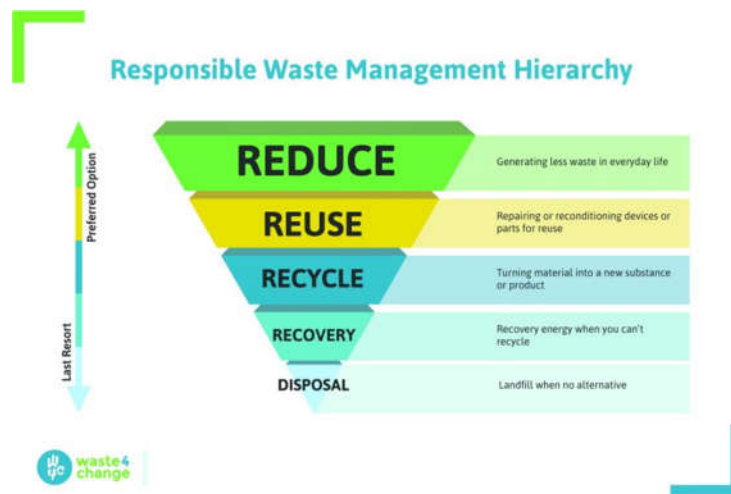 Responsible Waste Management Hierarchy
Preferred Option
Last Resort
REDUCE
Generating less waste in everyday life
REUSE
Repairing or reconditioning devices or
parts for reuse
RECYCLE
Turning material into a new substance
or product
RECOVERY
Recovery energy when you can't
recycle
DISPOSAL
Landfill when no alternative
waste4
change